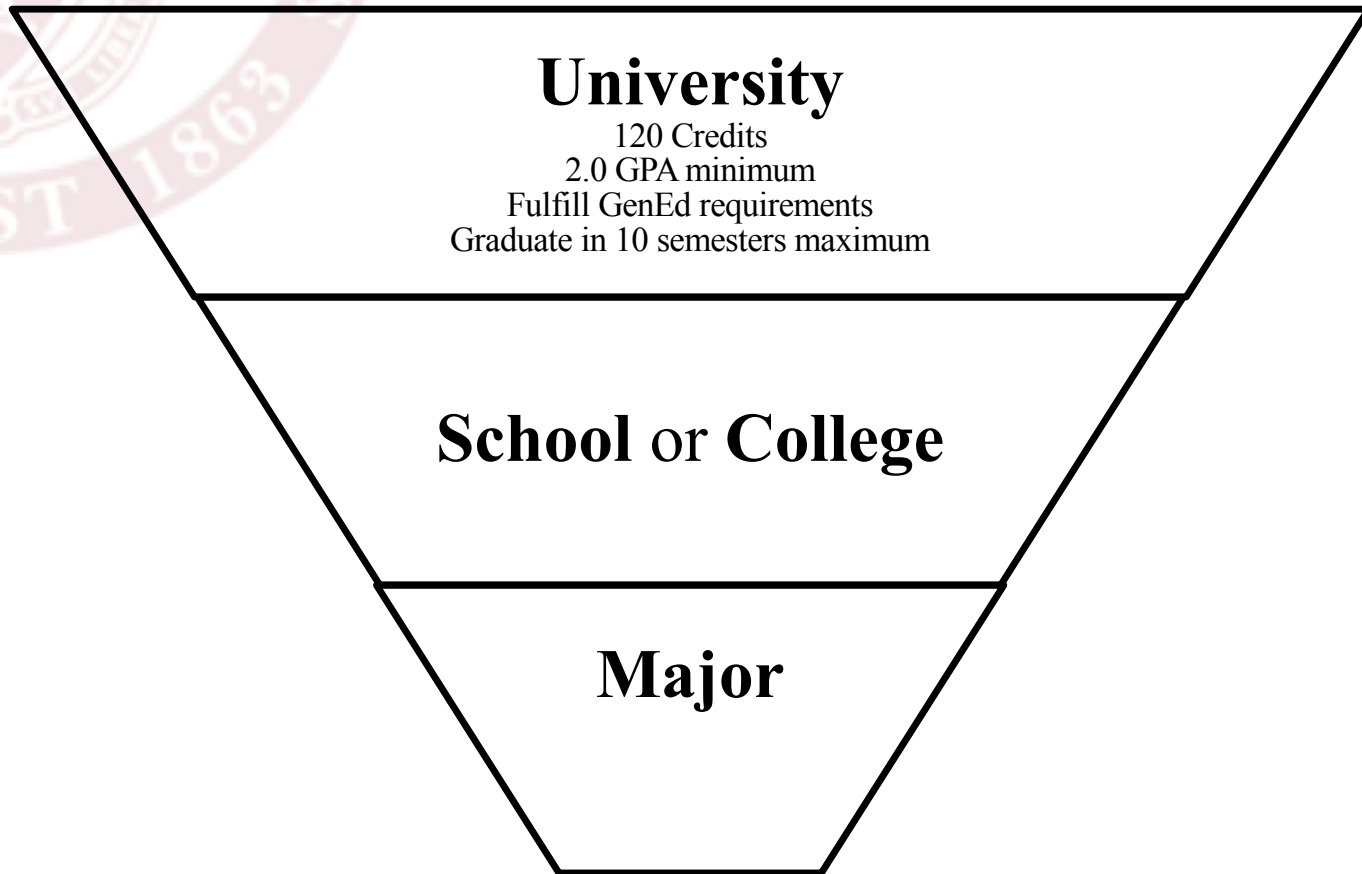 University
120 Credits
2.0 GPA minimum
Fulfill GenEd requirements
Graduate in 10 semesters maximum
School or College
Major
1863